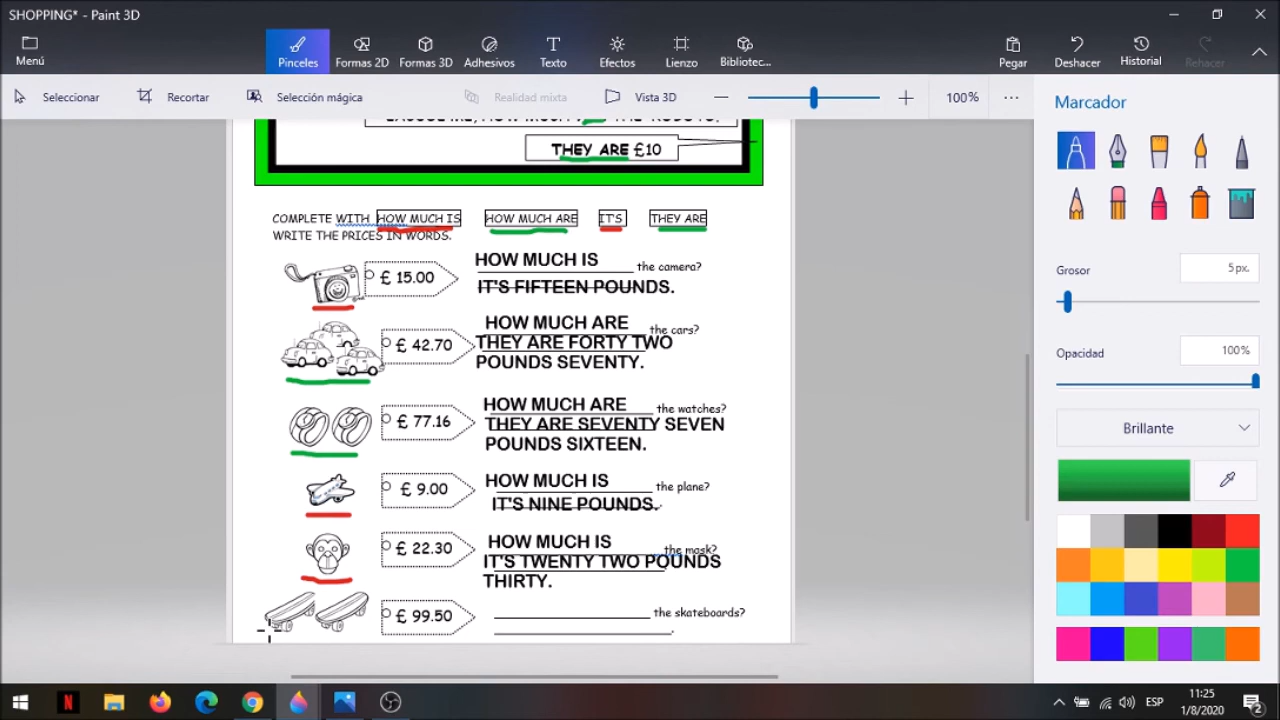 SHOPPING* - Paint 3D
Menú
Pinceles
Formas 2D
Formas 3D
Adhesivos
Texto
Efectos
Lienzo
Bibliotec...
Pegar
Deshacer
Historial
Rehacer
Seleccionar
Recortar
Selección mágica
Realidad mixta
Vista 3D
100%
Marcador
THEY ARE £10
COMPLETE WITH HOW MUCH IS HOW MUCH ARE IT'S THEY ARE
WRITE THE PRICES IN WORDS.
£ 15.00
HOW MUCH IS the camera?
IT'S FIFTEEN POUNDS.
£ 42.70
HOW MUCH ARE the cars?
THEY ARE FORTY TWO
POUNDS SEVENTY.
£ 77.16
HOW MUCH ARE the watches?
THEY ARE SEVENTY SEVEN
POUNDS SIXTEEN.
£ 9.00
HOW MUCH IS the plane?
IT'S NINE POUNDS.
£ 22.30
HOW MUCH IS the mask?
IT'S TWENTY TWO POUNDS
THIRTY.
£ 99.50
the skateboards?
Grosor
5px.
Opacidad
100%
Brillante
ESP
11:25
1/8/2020
2